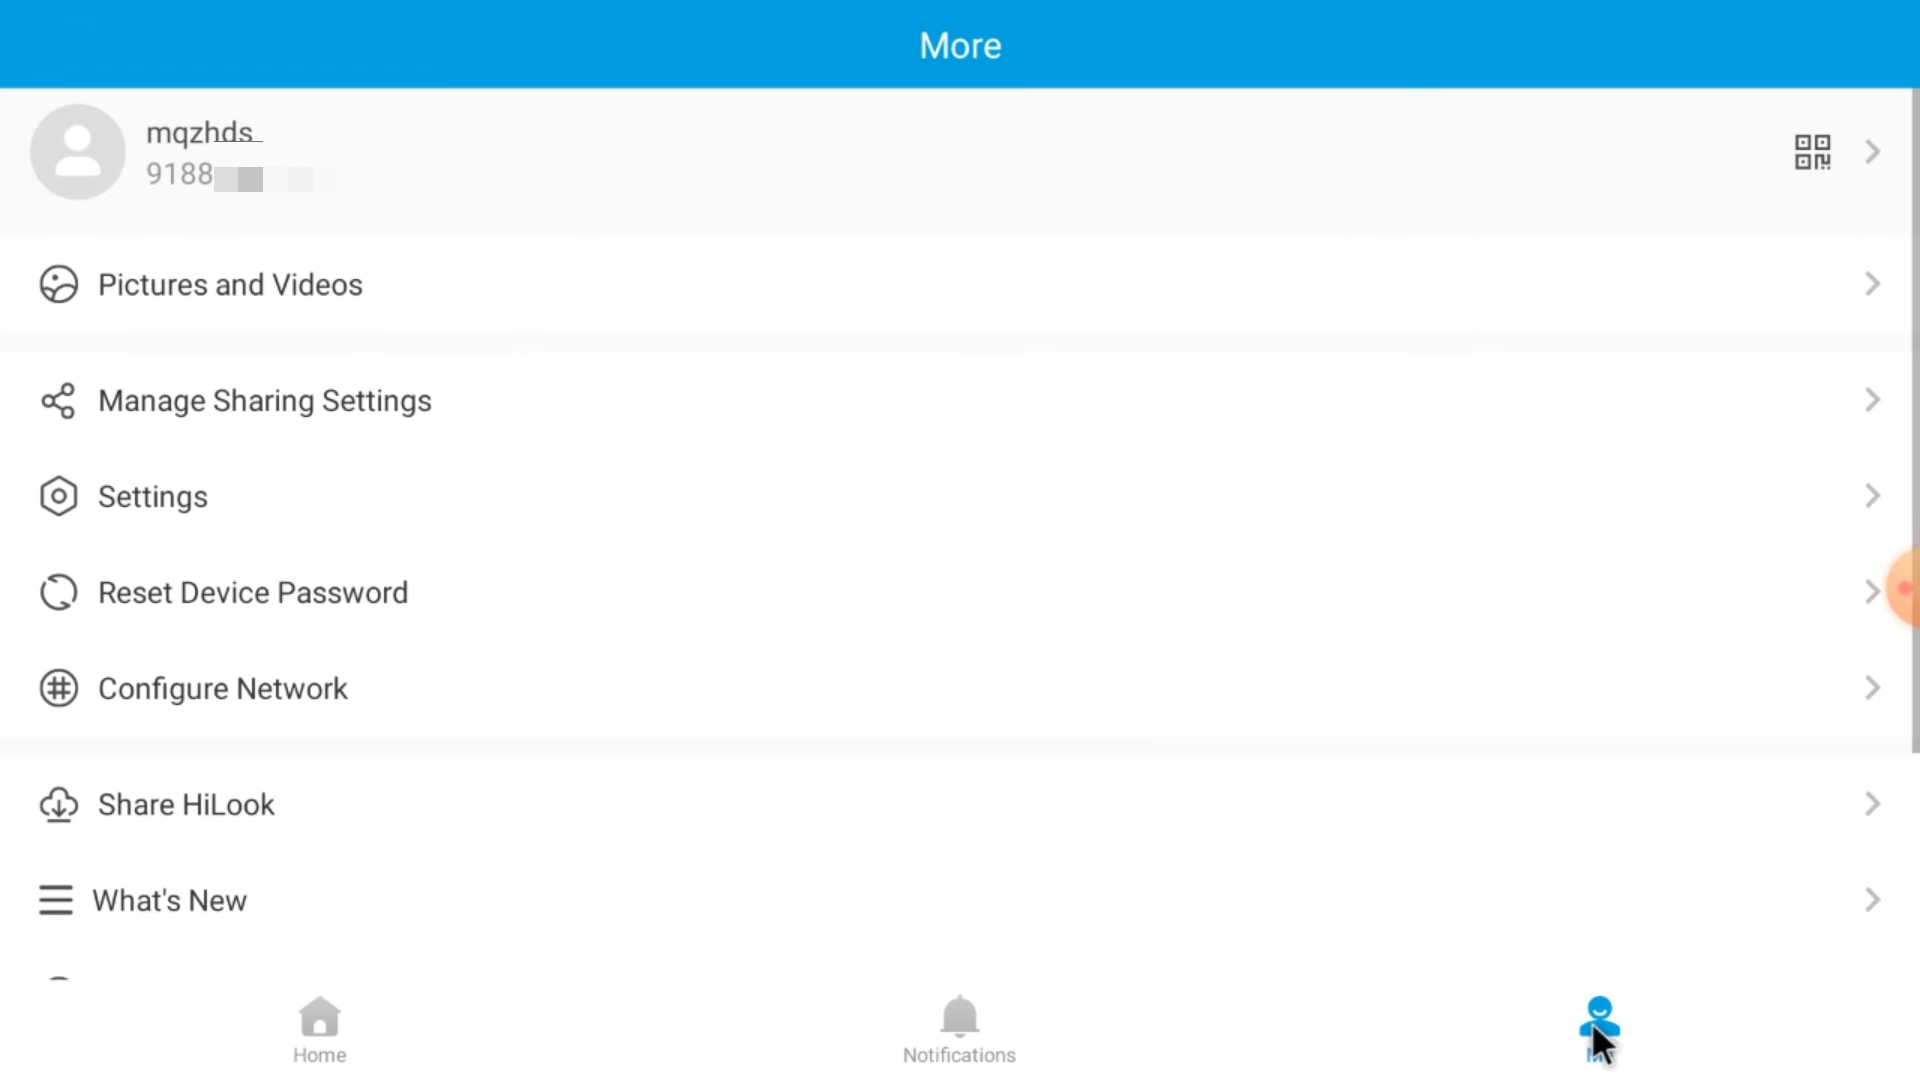 More
mqzhds
9188
Pictures and Videos
Manage Sharing Settings
Settings
Reset Device Password
Configure Network
Share HiLook
What's New
Home
Notifications